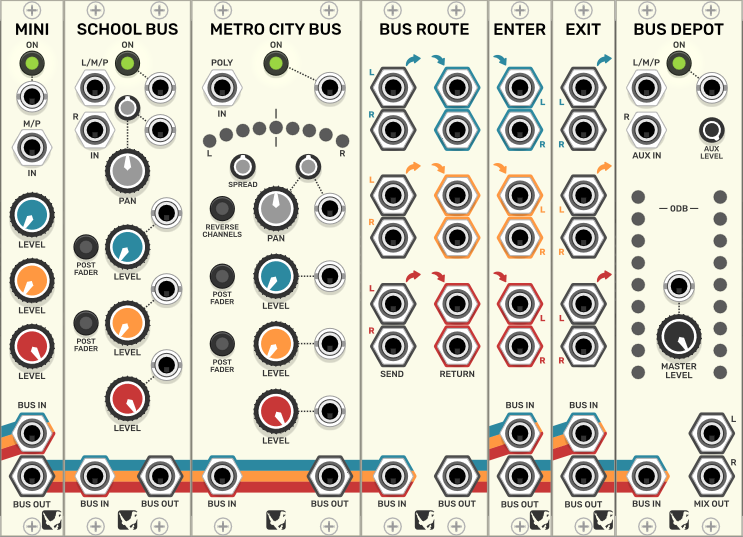 MINI
ON
M/P
IN
LEVEL
LEVEL
LEVEL
BUS IN
BUS OUT
SCHOOL BUS
ON
L/M/P
R
IN
PAN
POST
FADER
LEVEL
POST
FADER
LEVEL
LEVEL
BUS IN
BUS OUT
METRO CITY BUS
ON
POLY
IN
L
R
SPREAD
REVERSE
CHANNELS
PAN
POST
FADER
LEVEL
POST
FADER
LEVEL
LEVEL
BUS IN
BUS OUT
BUS ROUTE
L
R
L
R
L
R
SEND
RETURN
BUS IN
BUS OUT
ENTER
L
R
L
R
L
R
BUS IN
BUS OUT
EXIT
L
R
L
R
L
R
BUS IN
BUS OUT
BUS DEPOT
ON
L/M/P
R
AUX IN
AUX
LEVEL
0DB
MASTER
LEVEL
L
R
BUS IN
MIX OUT